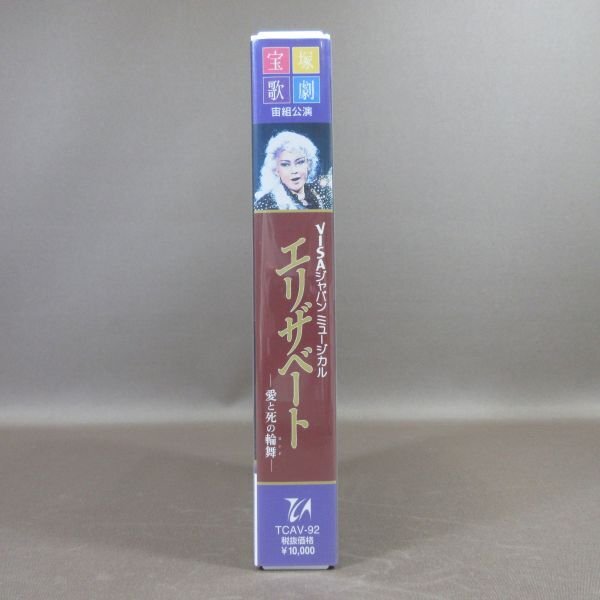 宝塚
歌劇
宙組公演
VISAジャパン ミュージカル
エリザベート
―愛と死の輪舞―
TCAV-92
税抜価格
¥10,000